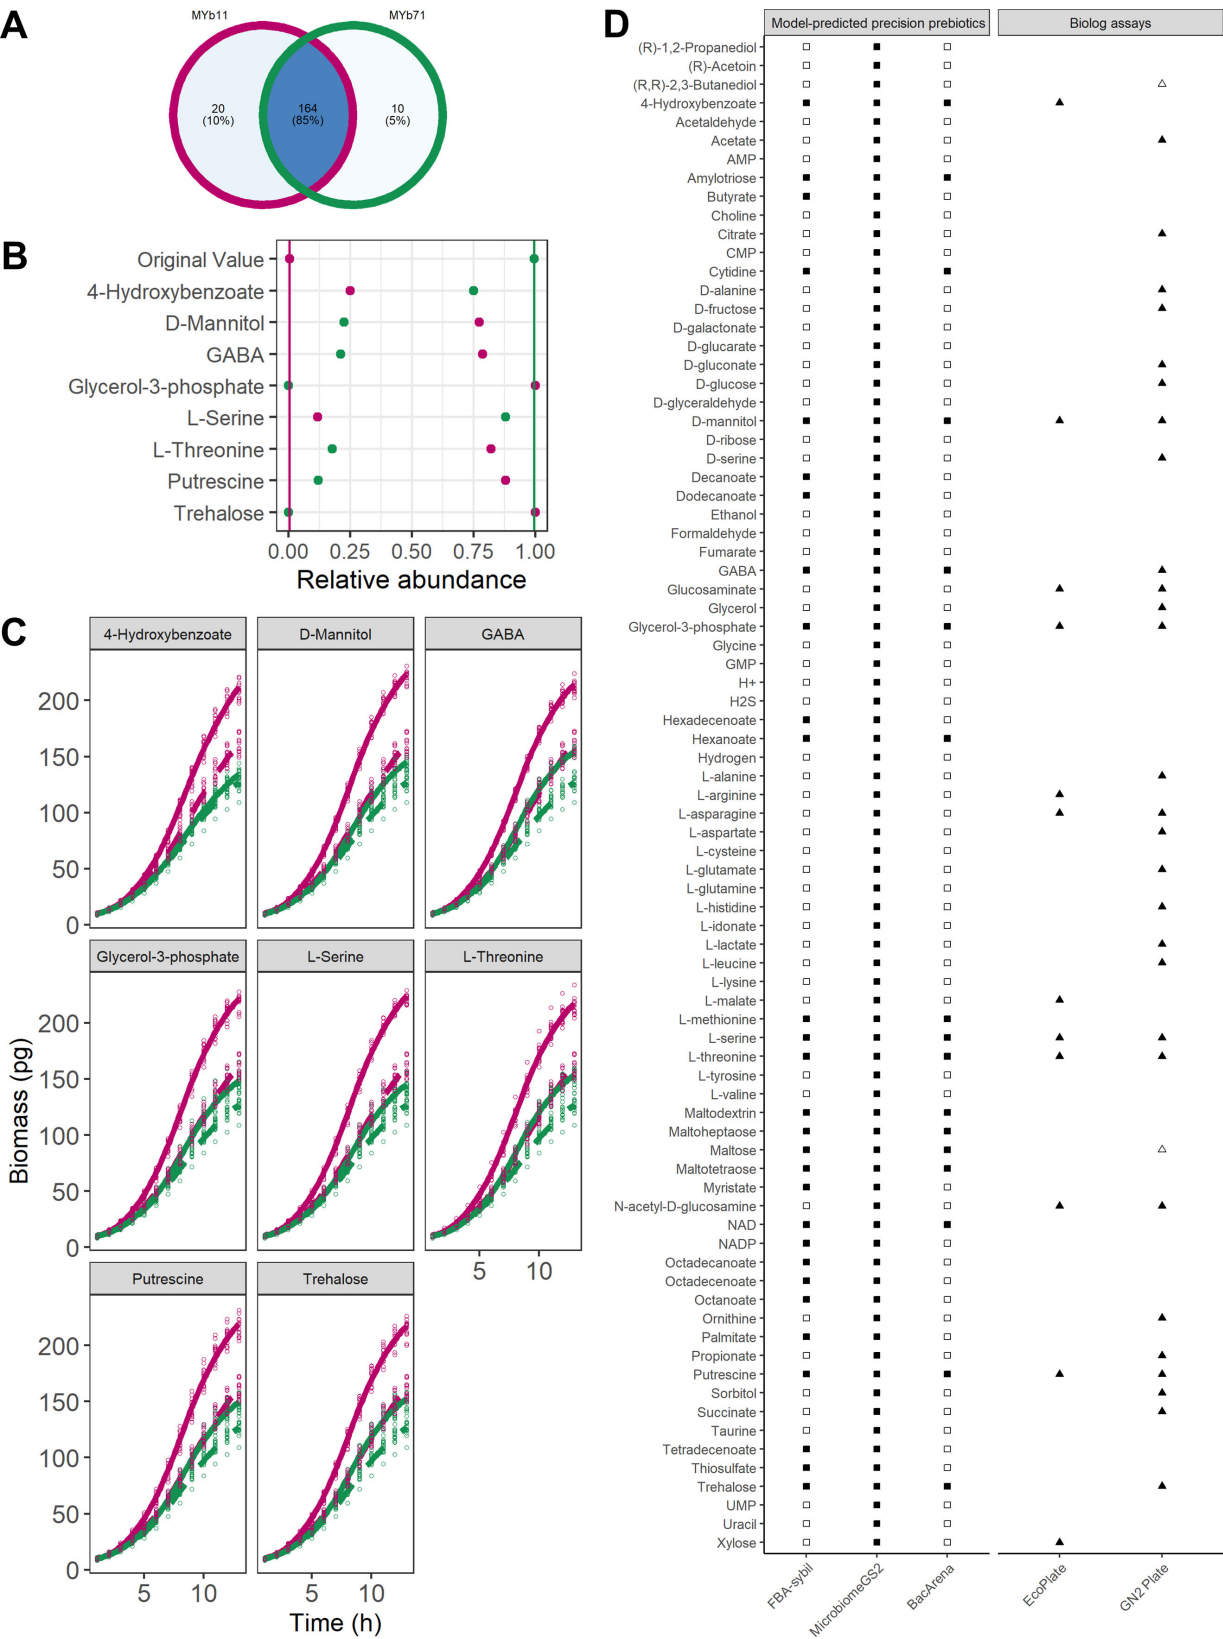 A
MYb11
MYb71
20
(10%)
164
(85%)
10
(5%)
B
Original Value
4-Hydroxybenzoate
D-Mannitol
GABA
Glycerol-3-phosphate
L-Serine
L-Threonine
Putrescine
Trehalose
0.00 0.25 0.50 0.75 1.00
Relative abundance
C
4-Hydroxybenzoate
D-Mannitol
GABA
200
150
100
50
0
Glycerol-3-phosphate
L-Serine
L-Threonine
200
150
100
50
0
5 10
Putrescine
Trehalose
200
150
100
50
0
5 10
5 10
Biomass (pg)
Time (h)
D
Model-predicted precision prebiotics
Biolog assays
(R)-1,2-Propanediol
(R)-Acetoin
(R,R)-2,3-Butanediol
4-Hydroxybenzoate
Acetaldehyde
Acetate
AMP
Amylotriose
Butyrate
Choline
Citrate
CMP
Cytidine
D-alanine
D-fructose
D-galactonate
D-glucarate
D-gluconate
D-glucose
D-glyceraldehyde
D-mannitol
D-ribose
D-serine
Decanoate
Dodecanoate
Ethanol
Formaldehyde
Fumarate
GABA
Glucosaminate
Glycerol
Glycerol-3-phosphate
Glycine
GMP
H+
H2S
Hexadecenoate
Hexanoate
Hydrogen
L-alanine
L-arginine
L-asparagine
L-aspartate
L-cysteine
L-glutamate
L-glutamine
L-histidine
L-idonate
L-lactate
L-leucine
L-lysine
L-malate
L-methionine
L-serine
L-threonine
L-tyrosine
L-valine
Maltodextrin
Maltoheptaose
Maltose
Maltotetraose
Myristate
N-acetyl-D-glucosamine
NAD
NADP
Octadecanoate
Octadecenoate
Octanoate
Ornithine
Palmitate
Propionate
Putrescine
Sorbitol
Succinate
Taurine
Tetradecenoate
Thiosulfate
Trehalose
UMP
Uracil
Xylose
FBA-sybil
MicrobiomeGS2
BacArena
EcoPlate
GN2 Plate